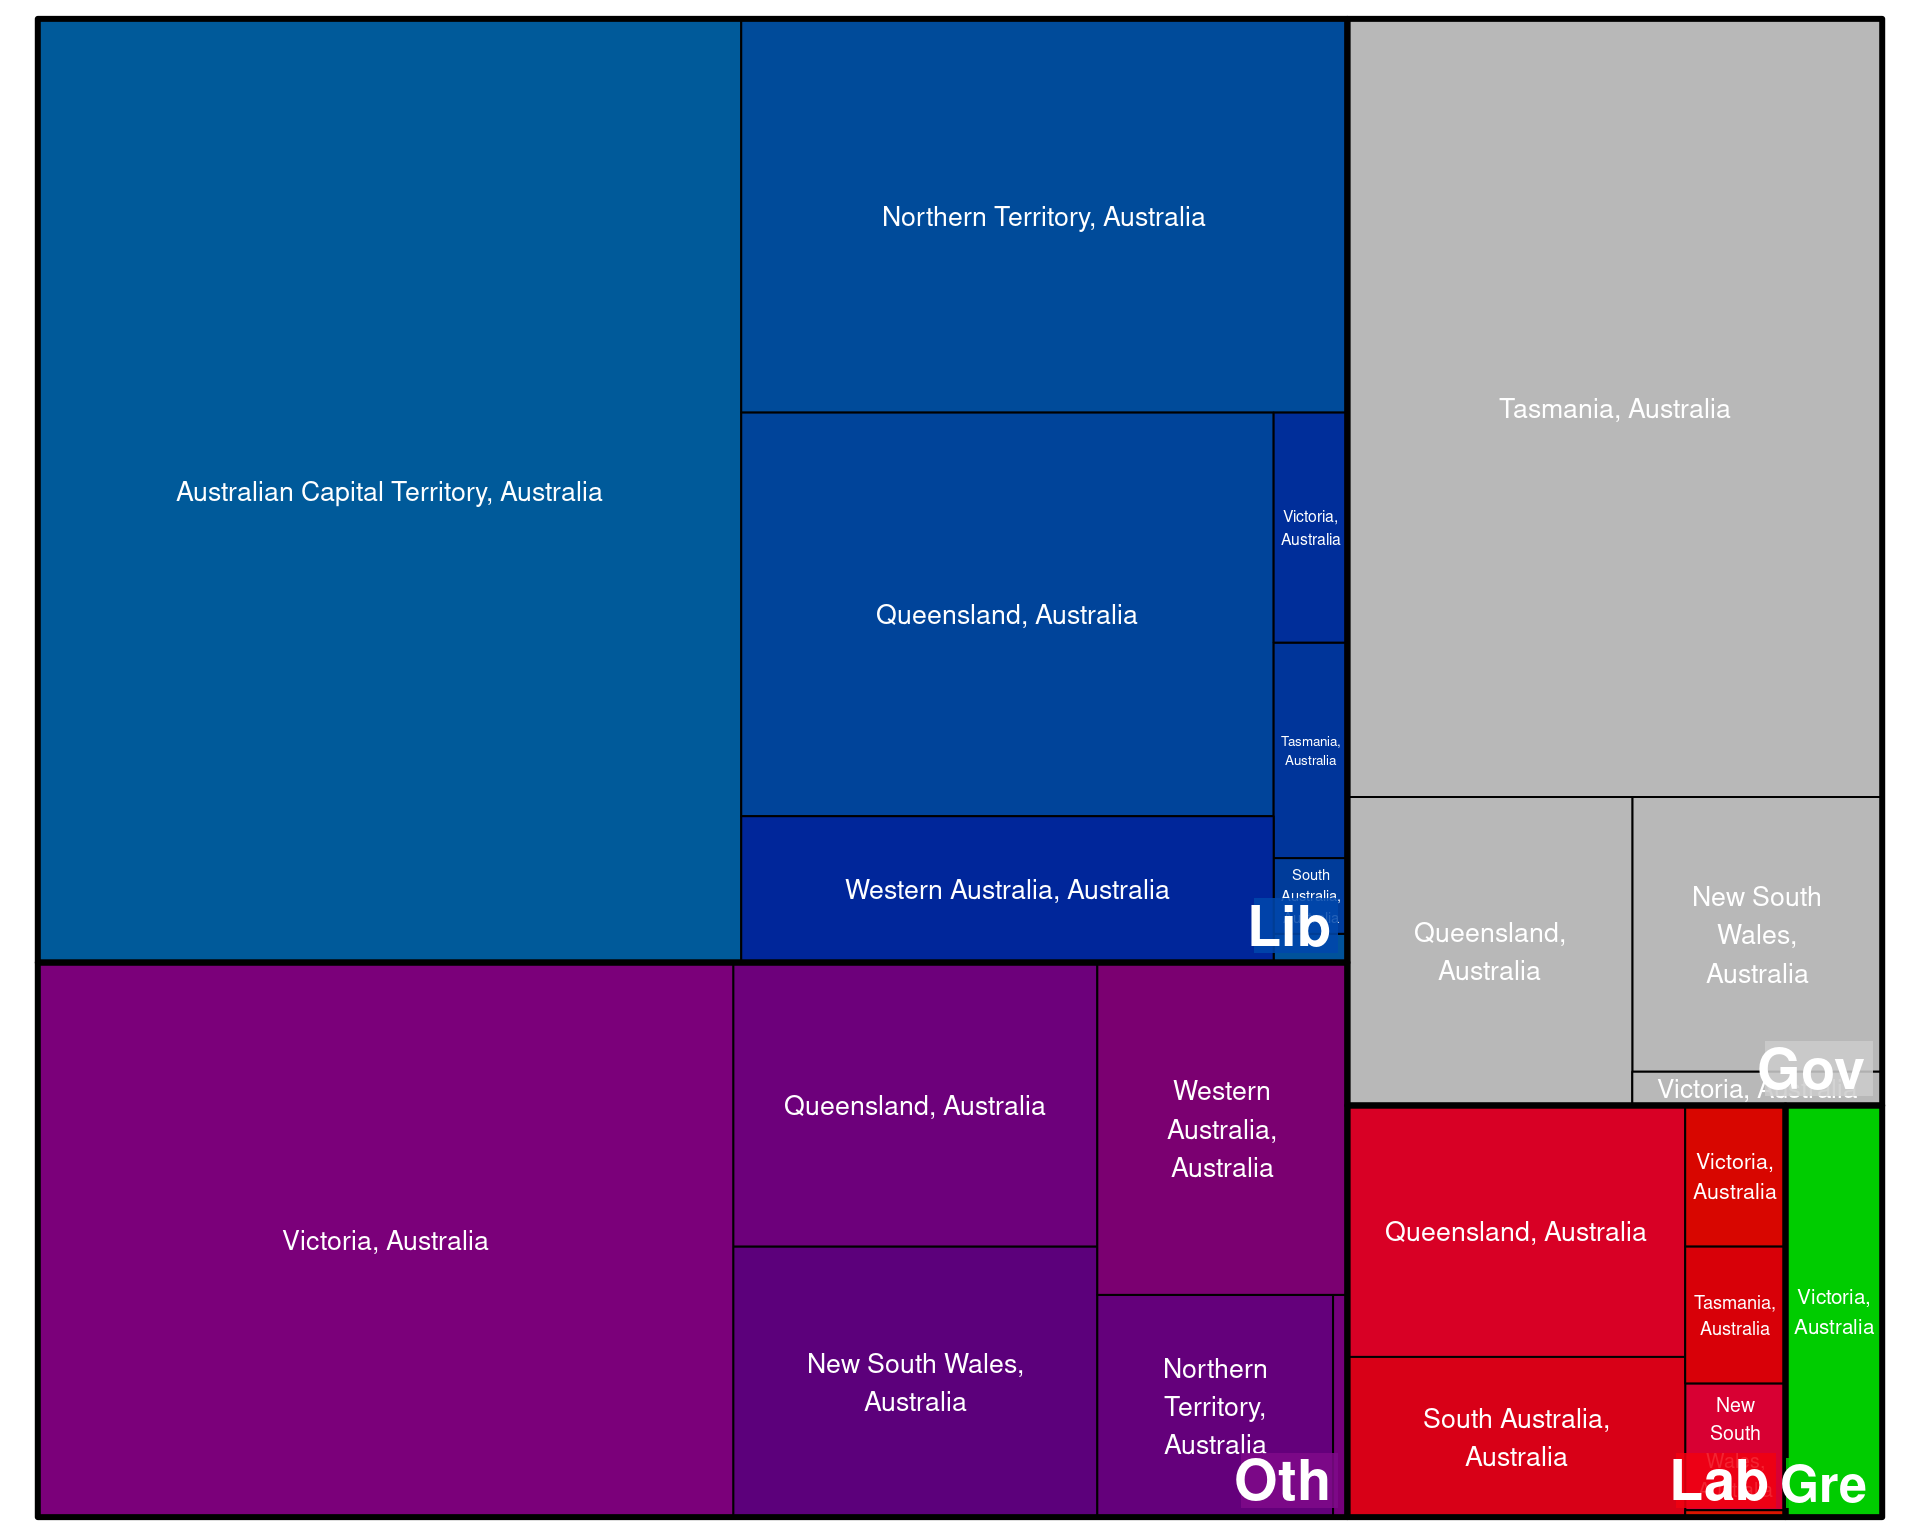 Australian Capital Territory, Australia
Northern Territory, Australia
Queensland, Australia
Victoria,
Australia
Tasmania,
Australia
South
Australia,
Western Australia, Australia
Lib
Tasmania, Australia
Queensland,
Australia
New South
Wales,
Australia
Victoria, Australia
Gov
Victoria, Australia
Queensland, Australia
New South Wales,
Australia
Western
Australia,
Australia
Northern
Territory,
Australia
Oth
Queensland, Australia
South Australia,
Australia
Victoria,
Australia
Tasmania,
Australia
New
South
Wales,
Lab
Victoria,
Australia
Gre